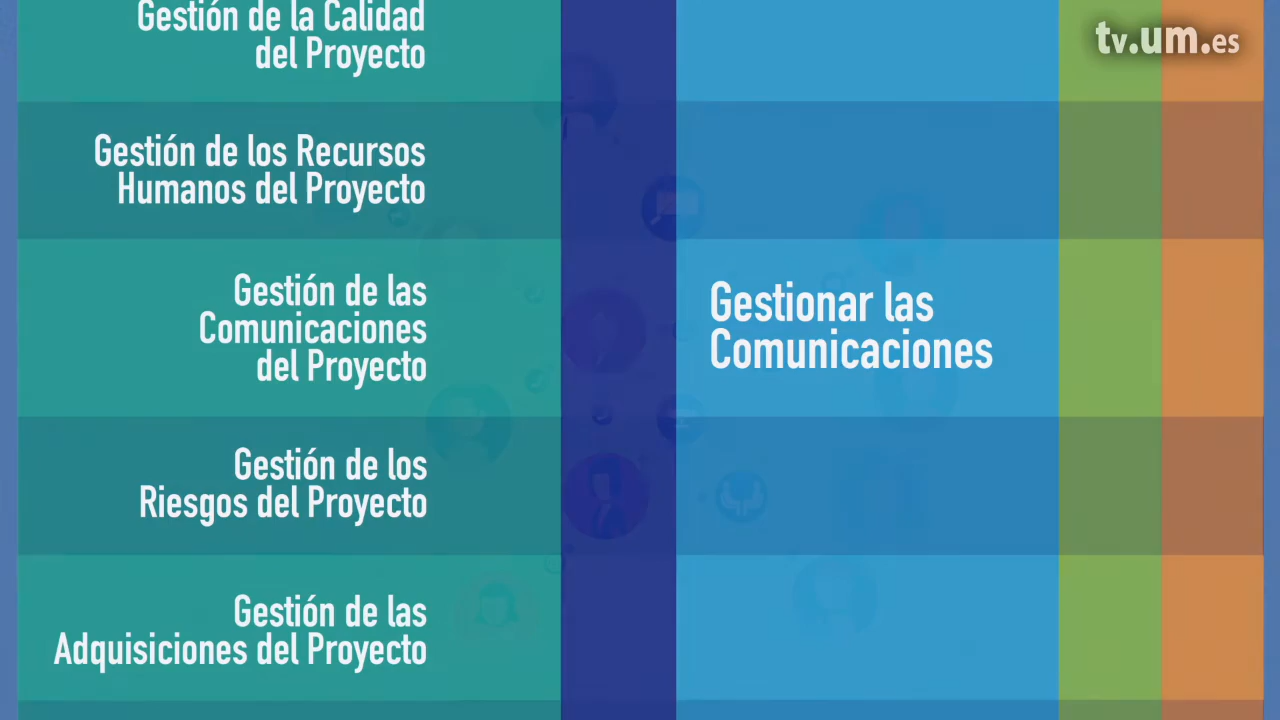 Gestión de la Calidad
del Proyecto
tv.um.es
Gestión de los Recursos
Humanos del Proyecto
Gestión de las
Comunicaciones
del Proyecto
Gestionar las
Comunicaciones
Gestión de los
Riesgos del Proyecto
Gestión de las
Adquisiciones del Proyecto